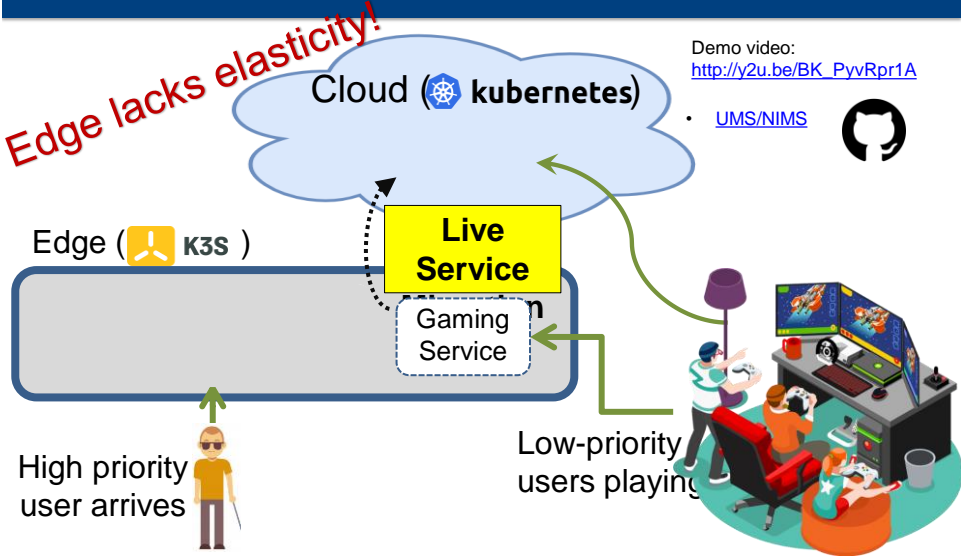 Edge lacks elasticity!
Cloud ( kubernetes)
Demo video:
http://y2u.be/BK_PyvRpr1A
• UMS/NIMS
Edge ( K3S )
Live
Service
Gaming
Service
High priority
user arrives
Low-priority
users playing